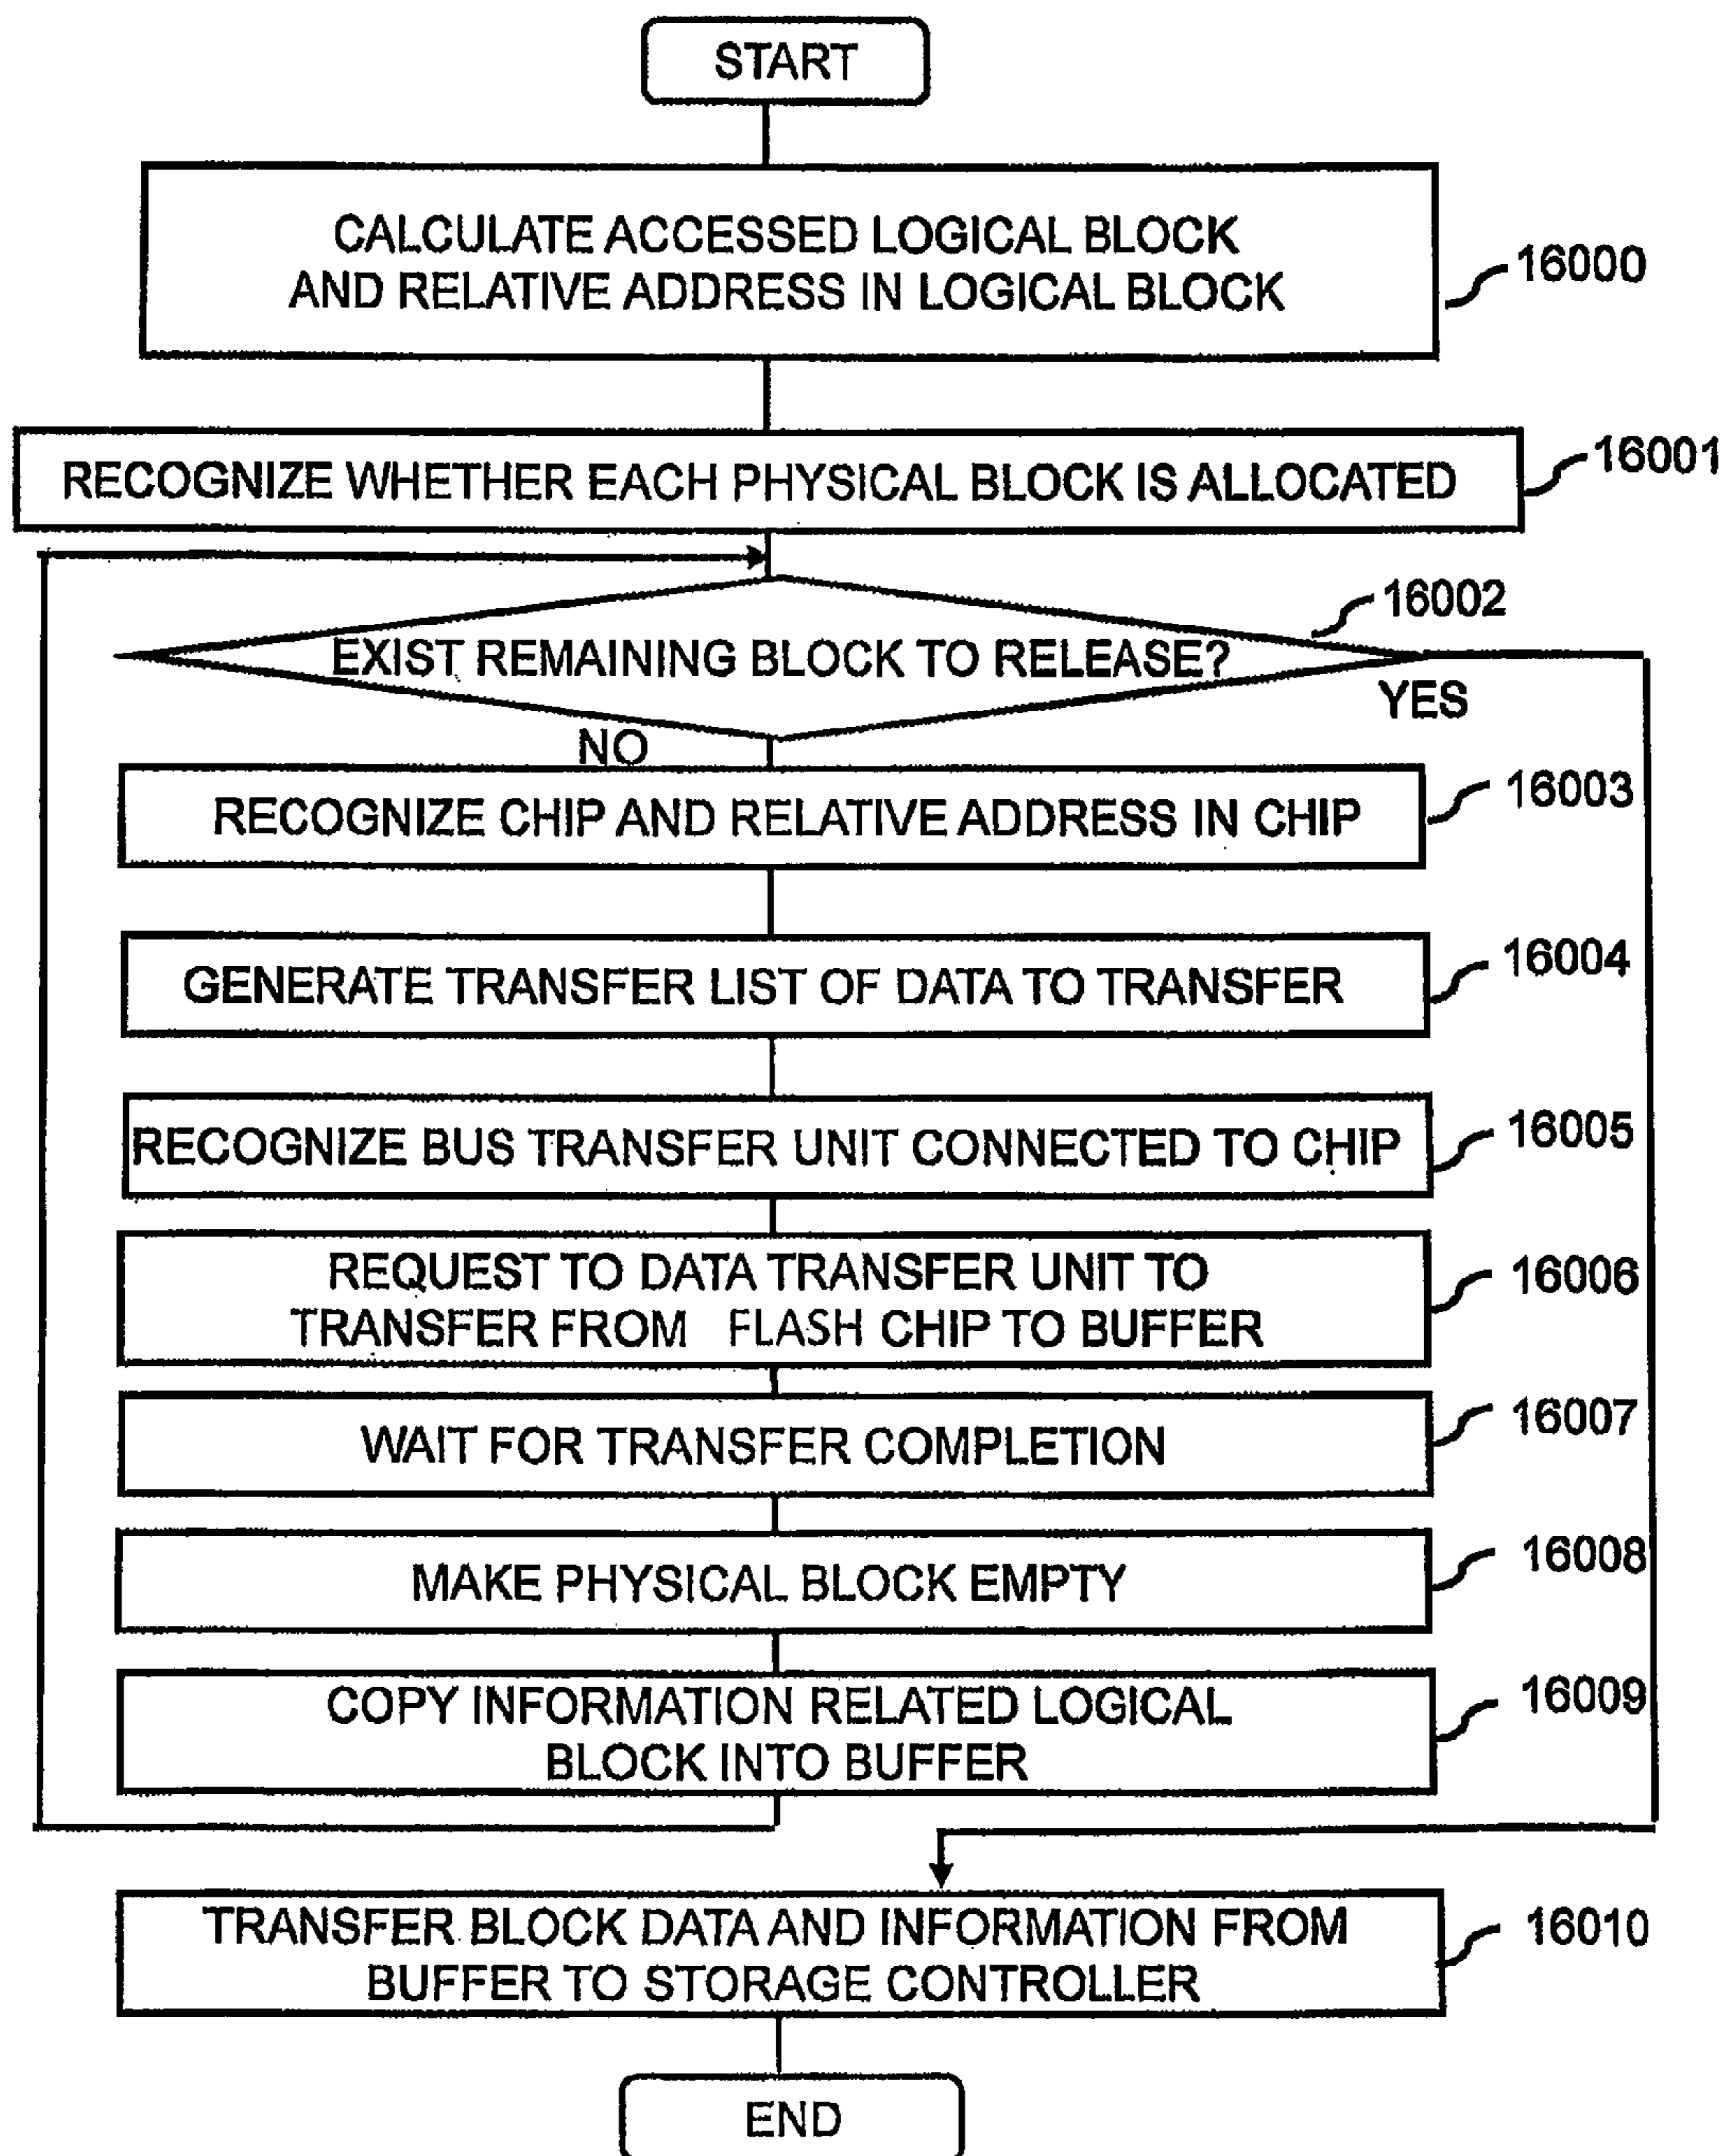 START
CALCULATE ACCESSED LOGICAL BLOCK
AND RELATIVE ADDRESS IN LOGICAL BLOCK
16000
RECOGNIZE WHETHER EACH PHYSICAL BLOCK IS ALLOCATED
16001
16002
EXIST REMAINING BLOCK TO RELEASE?
YES
NO
RECOGNIZE CHIP AND RELATIVE ADDRESS IN CHIP
16003
GENERATE TRANSFER LIST OF DATA TO TRANSFER
16004
RECOGNIZE BUS TRANSFER UNIT CONNECTED TO CHIP
16005
REQUEST TO DATA TRANSFER UNIT TO
TRANSFER FROM FLASH CHIP TO BUFFER
16006
WAIT FOR TRANSFER COMPLETION
16007
MAKE PHYSICAL BLOCK EMPTY
16008
COPY INFORMATION RELATED LOGICAL
BLOCK INTO BUFFER
16009
TRANSFER BLOCK DATA AND INFORMATION FROM
BUFFER TO STORAGE CONTROLLER
16010
END